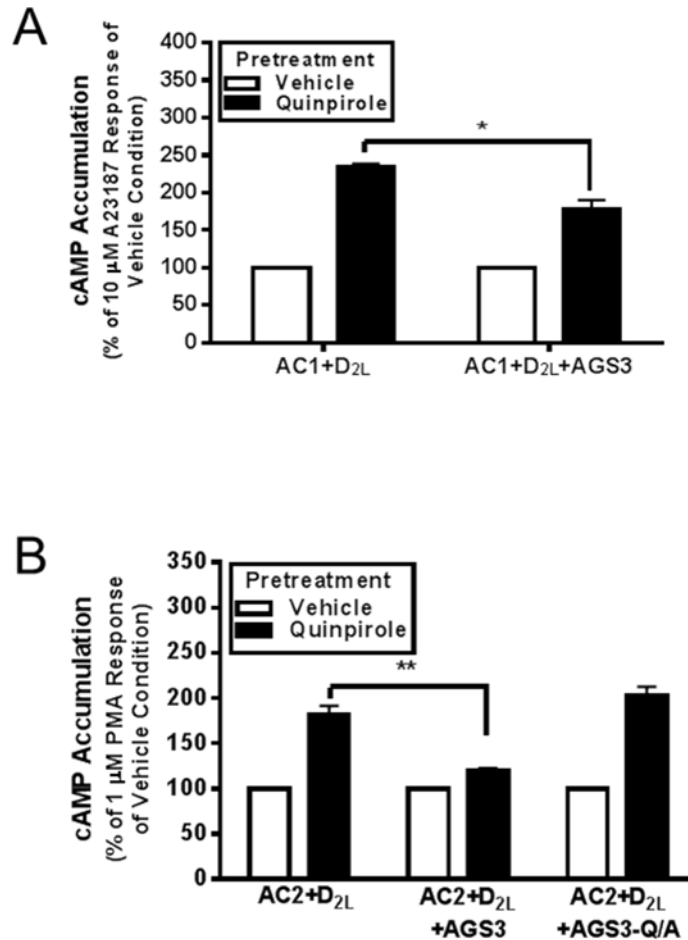 A
cAMP Accumulation
(% of 10 µM A23187 Response of
Vehicle Condition)
400
350
300
250
200
150
100
50
0
Pretreatment
Vehicle
Quinpirole
*
AC1+D2L
AC1+D2L+AGS3
B
cAMP Accumulation
(% of 1 µM PMA Response
of Vehicle Condition)
350
300
250
200
150
100
50
0
Pretreatment
Vehicle
Quinpirole
**
AC2+D2L
AC2+D2L
+AGS3
AC2+D2L
+AGS3-Q/A